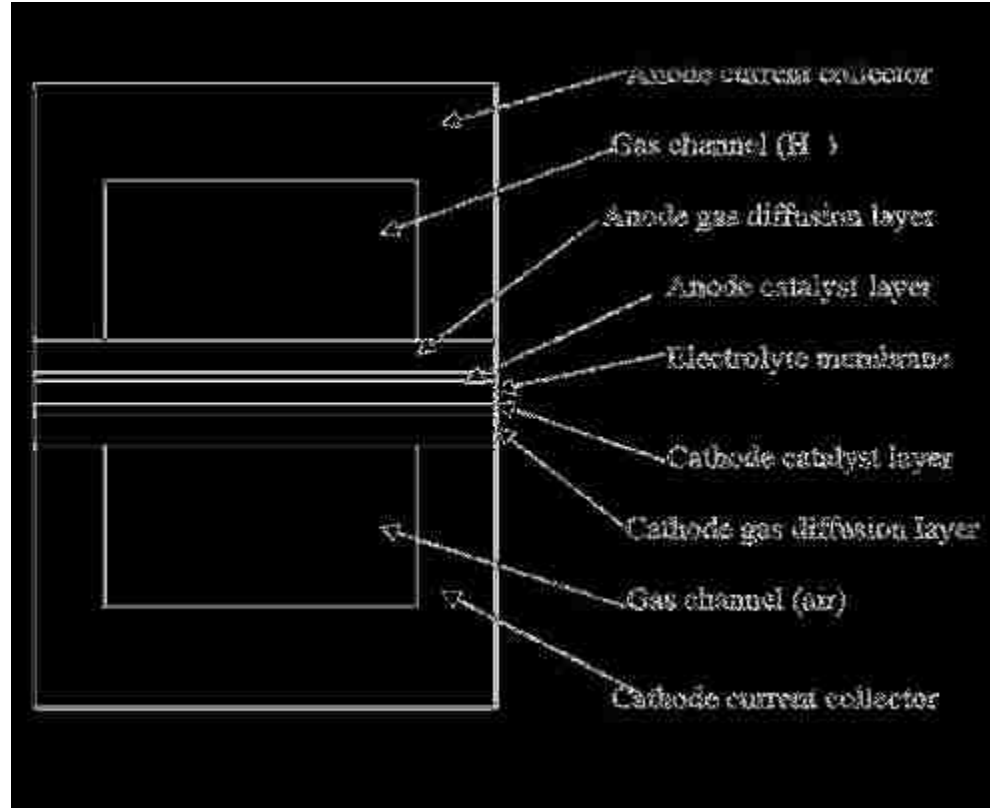 Anode current collector
Gas channel (H )
Anode gas diffusion layer
Anode catalyst layer
Electrolyte mumbrane
Cathode catalyst layer
Cathode gas diffusion layer
Gas channel (air)
Cathode current collector